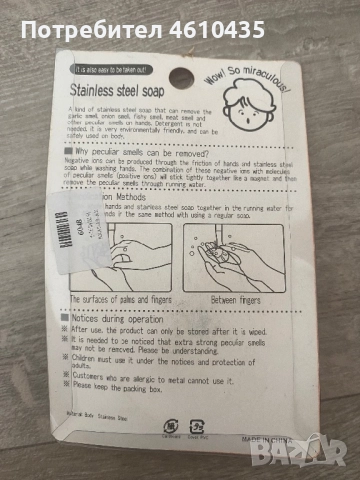 Потребител 4610435
It is also easy to be taken out!
Wow! So miraculous!
Stainless steel soap
A kind of stainless steel soap that can remove the
garlic smell, onion smell, fishy smell, meat smell and
other peculiar smells on hands. Detergent is not
needed, it is very environmentally friendly, and can be
safely used on body.
Why peculiar smells can be removed?
Negative ions can be produced through the friction of hands and stainless steel
soap while washing hands. The combination of these negative ions with molecules
of peculiar smells (positive ions) will stick tightly together like a magnet and then
remove the peculiar smells through running water.
ion Methods
hands and stainless steel soap together in the running water for
nds in the same method with using a regular soap.
6048
The surfaces of palms and fingers
Between fingers
Notices during operation
※ After use, the product can only be stored after it is wiped.
※ It is needed to be noticed that extra strong peculiar smells
may not be removed. Please be understanding.
※ Children must use it under the notices and protection of
adults.
※ Customers who are allergic to metal cannot use it.
※ Please keep the packing box.
Material: Body: Stainless Steel
MADE IN CHINA
BAZAR
bg